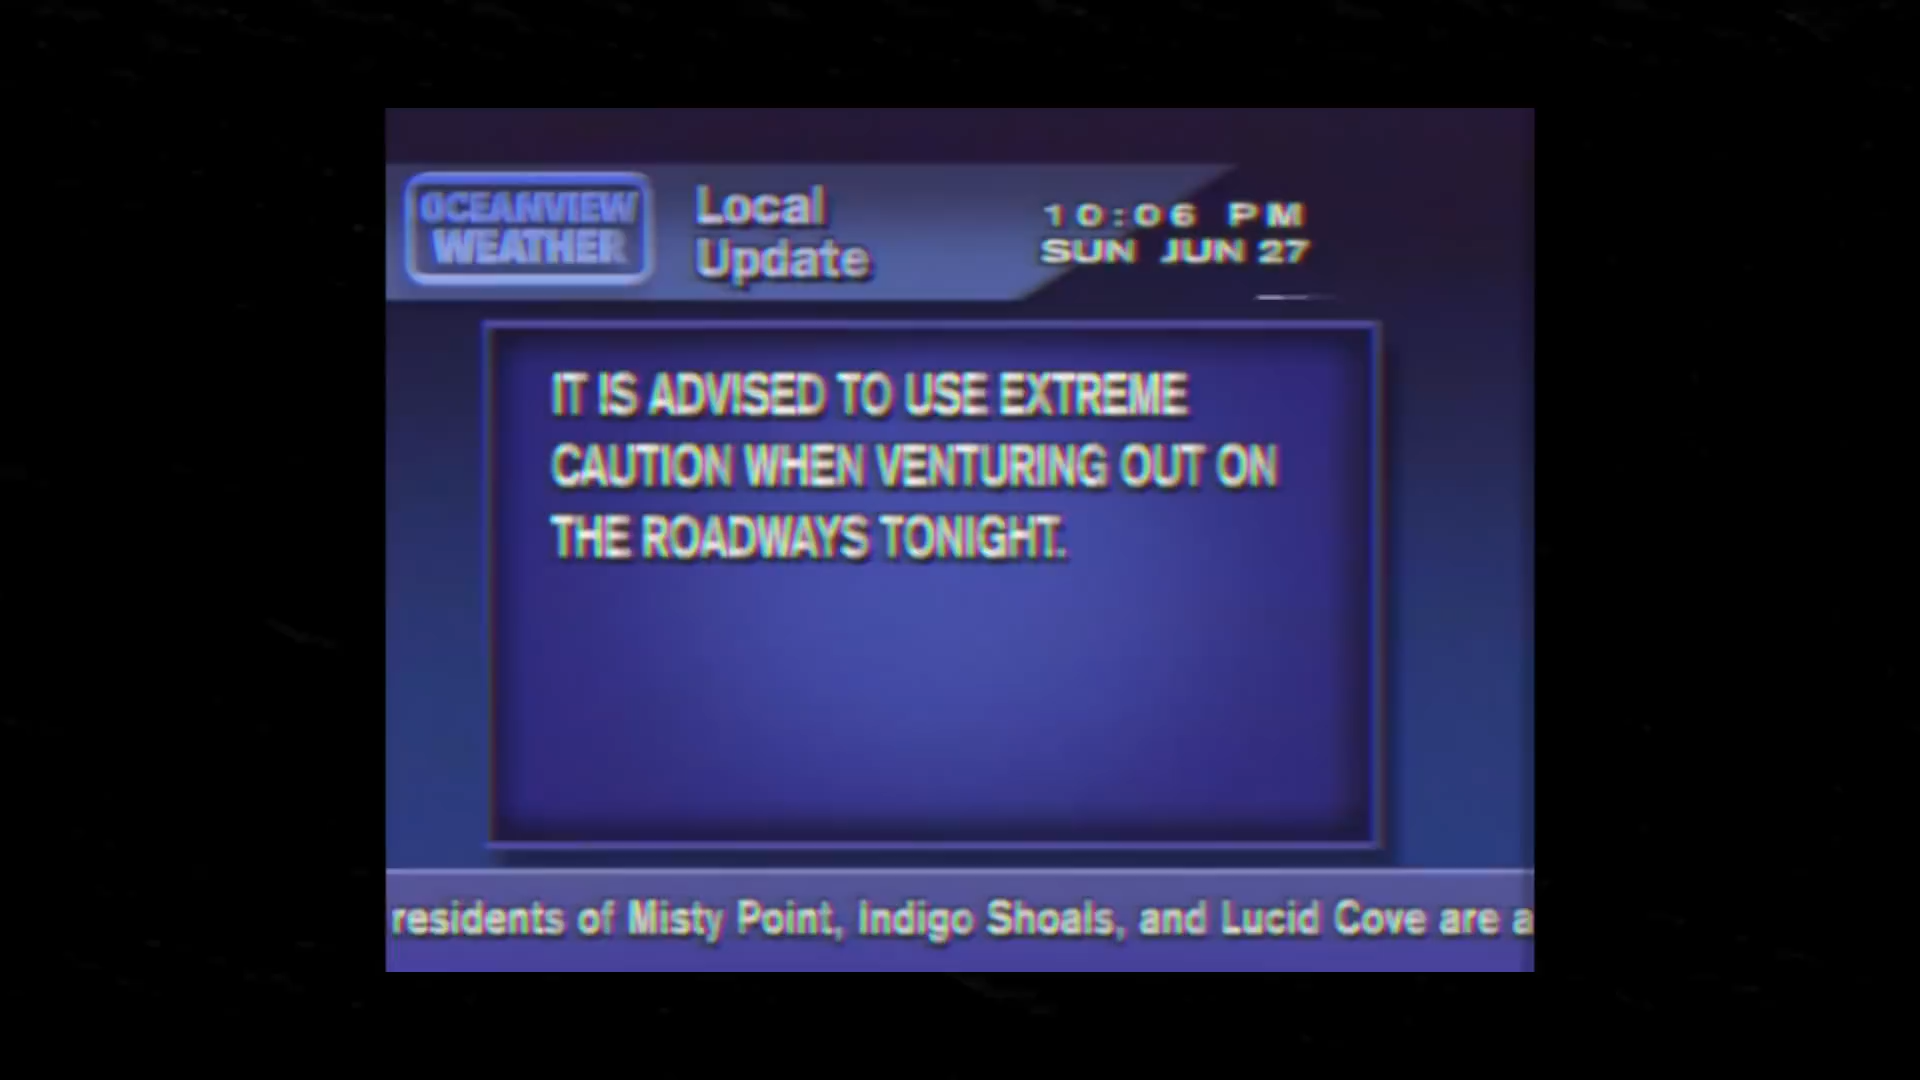 OCEANVIEW
WEATHER
Local
Update
10:06 PM
SUN JUN 27
IT IS ADVISED TO USE EXTREME
CAUTION WHEN VENTURING OUT ON
THE ROADWAYS TONIGHT.
residents of Misty Point, Indigo Shoals, and Lucid Cove are a